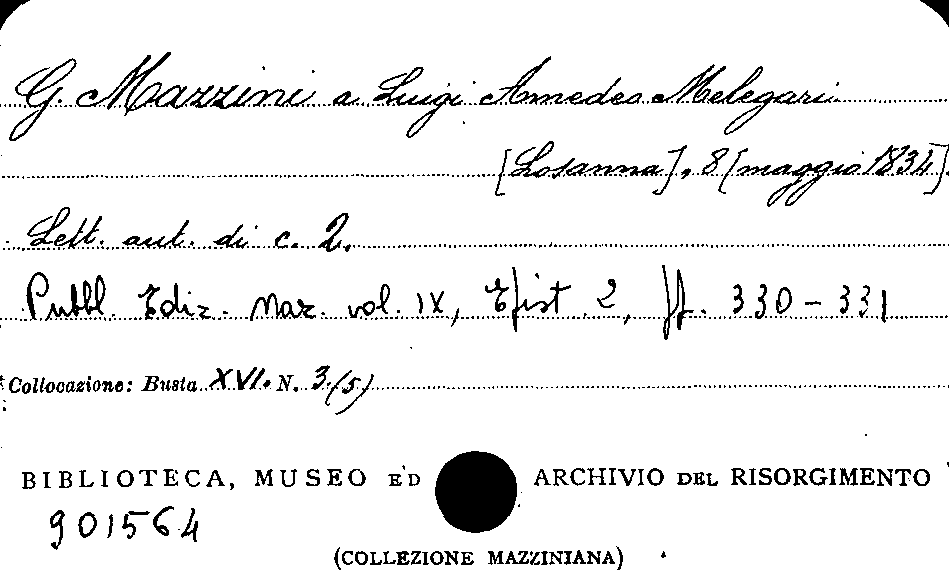 G. Mazzini a Luigi Amedeo Melegari
[Losanna], 8 [maggio 1834].
Lett. aut. di c. 2.
Pubbl. Ediz. Naz. vol. IX, Epist. 2, pp. 330-331
Collocazione: Busta XVI. N. 3(5)
BIBLIOTECA, MUSEO ED ARCHIVIO DEL RISORGIMENTO
901564
(COLLEZIONE MAZZINIANA)